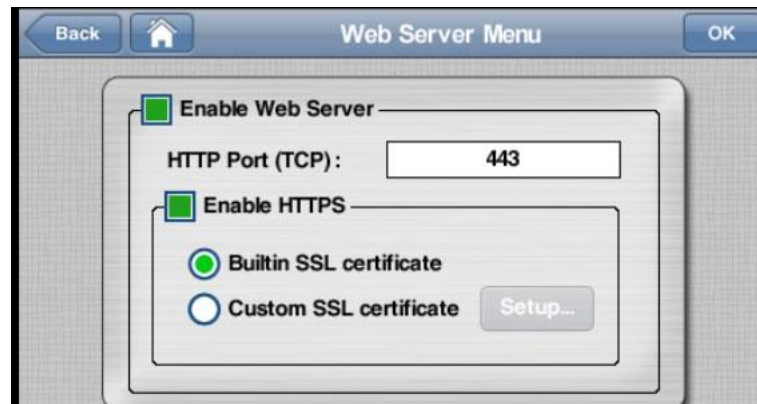 Back Web Server Menu OK
Enable Web Server
HTTP Port (TCP) : 443
Enable HTTPS
Builtin SSL certificate
Custom SSL certificate Setup...